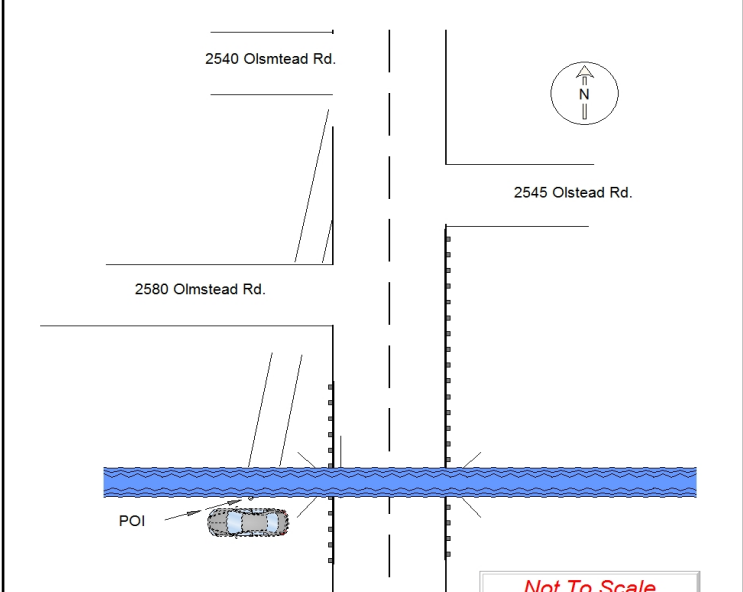 2540 Olsmtead Rd.
N
2545 Olstead Rd.
2580 Olmstead Rd.
POI
Not To Scale